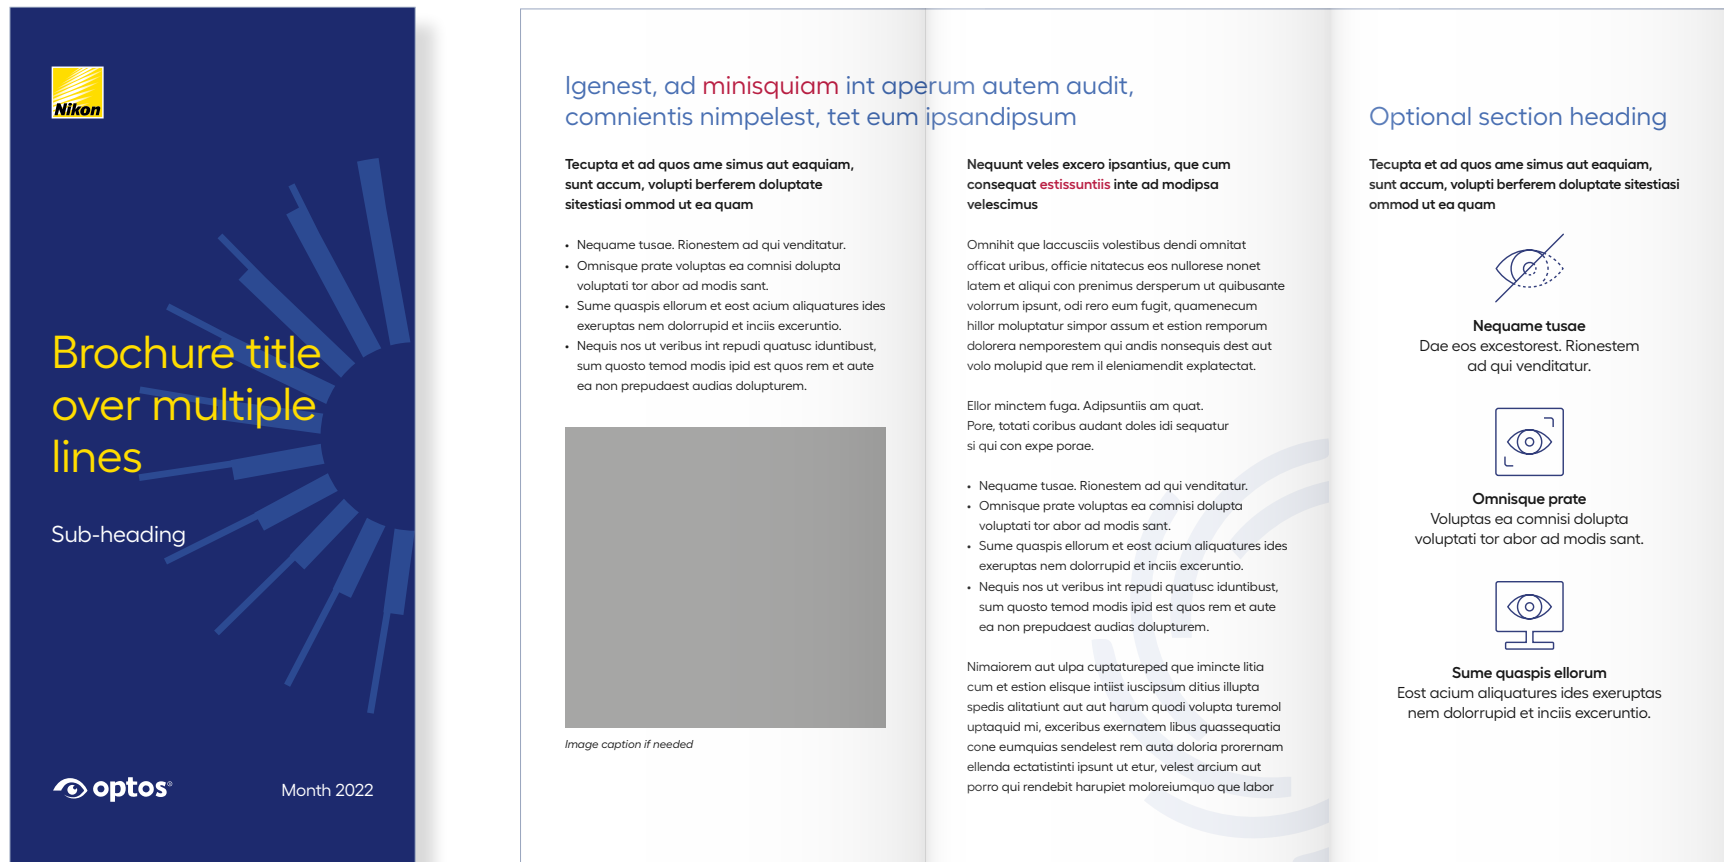 Nikon
Brochure title
over multiple
lines
Sub-heading
optos®
Month 2022
Igenest, ad minisquiam int aperum autem audit,
comnientis nimpelest, tet eum ipsandipsum
Tecupta et ad quos ame simus aut eaquiam,
sunt accum, volupti berferem doluptate
sitestiasi ommod ut ea quam
• Nequame tusae. Rionestem ad qui venditatur.
• Omnisque prate voluptas ea comnisi dolupta
voluptati tor abor ad modis sant.
• Sume quaspis ellorum et eost acium aliquatures ides
exeruptas nem dolorrupid et inciis exceruntio.
• Nequis nos ut veribus int repudi quatusc iduntibust,
sum quosto temod modis ipid est quos rem et aute
ea non prepudaest audias dolupturem.
Image caption if needed
Nequunt veles excero ipsantius, que cum
consequat estissuntiis inte ad modipsa
velescimus
Omnihit que laccusciis volestibus dendi omnitat
officat uribus, officie nitatecus eos nullorese nonet
latem et aliqui con prenimus dersperum ut quibusante
volorrum ipsunt, odi rero eum fugit, quamenecum
hillor moluptatur simpor assum et estion remporum
dolorera nemporestem qui andis nonsequis dest aut
volo molupid que rem il eleniamendit explatectat.
Ellor minctem fuga. Adipsuntiis am quat.
Pore, totati coribus audant doles idi sequatur
si qui con expe porae.
• Nequame tusae. Rionestem ad qui venditatur.
• Omnisque prate voluptas ea comnisi dolupta
voluptati tor abor ad modis sant.
• Sume quaspis ellorum et eost acium aliquatures ides
exeruptas nem dolorrupid et inciis exceruntio.
• Nequis nos ut veribus int repudi quatusc iduntibust,
sum quosto temod modis ipid est quos rem et aute
ea non prepudaest audias dolupturem.
Nimaiorem aut ulpa cuptatureped que imincte litia
cum et estion elisque intiist iuscipsum ditius illupta
spedis alitatiunt aut aut harum quodi volupta turemol
uptaquid mi, exceribus exernatem libus quassequatia
cone eumquias sendelest rem auta doloria prorernam
ellenda ectatistinti ipsunt ut etur, velest arcium aut
porro qui rendebit harupiet moloreiumquo que labor
Optional section heading
Tecupta et ad quos ame simus aut eaquiam,
sunt accum, volupti berferem doluptate sitestiasi
ommod ut ea quam
Nequame tusae
Dae eos excestorest. Rionestem
ad qui venditatur.
Omnisque prate
Voluptas ea comnisi dolupta
voluptati tor abor ad modis sant.
Sume quaspis ellorum
Eost acium aliquatures ides exeruptas
nem dolorrupid et inciis exceruntio.